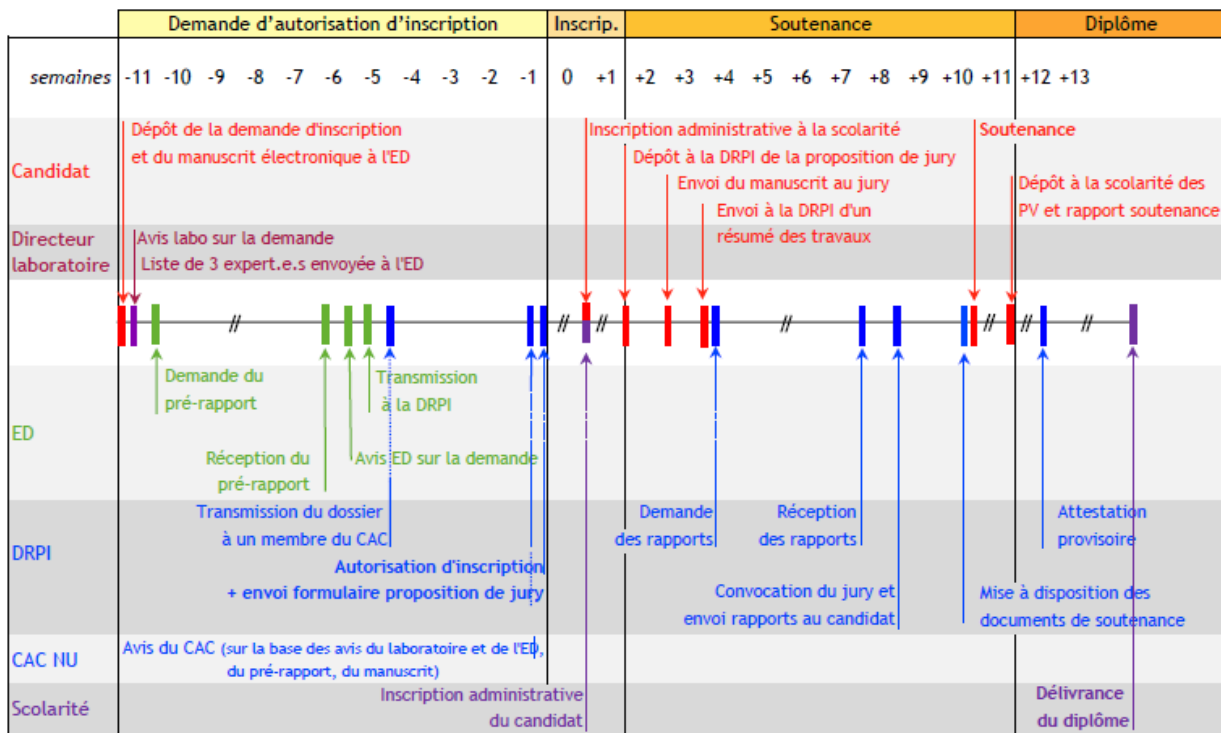 Demande d'autorisation d'inscription
Inscrip.
Soutenance
Diplôme
semaines -11 -10 -9 -8 -7 -6 -5 -4 -3 -2 -1 0 +1 +2 +3 +4 +5 +6 +7 +8 +9 +10 +11 +12 +13
Candidat
Dépôt de la demande d'inscription
et du manuscrit électronique à l'ED
Inscription administrative à la scolarité
Dépôt à la DRPI de la proposition de jury
Envoi du manuscrit au jury
Envoi à la DRPI d'un
résumé des travaux
Soutenance
Dépôt à la scolarité des
PV et rapport soutenance
Directeur
laboratoire
Avis labo sur la demande
Liste de 3 expert.e.s envoyée à l'ED
// // // // // // //
ED
Demande du
pré-rapport
Transmission
à la DRPI
Réception du
pré-rapport
Avis ED sur la demande
DRPI
Transmission du dossier
à un membre du CAC
Autorisation d'inscription
+ envoi formulaire proposition de jury
Demande
des rapports
Réception
des rapports
Convocation du jury et
envoi rapports au candidat
Attestation
provisoire
Mise à disposition des
documents de soutenance
CAC NU
Avis du CAC (sur la base des avis du laboratoire et de l'ED,
du pré-rapport, du manuscrit)
Scolarité
Inscription administrative
du candidat
Délivrance
du diplôme